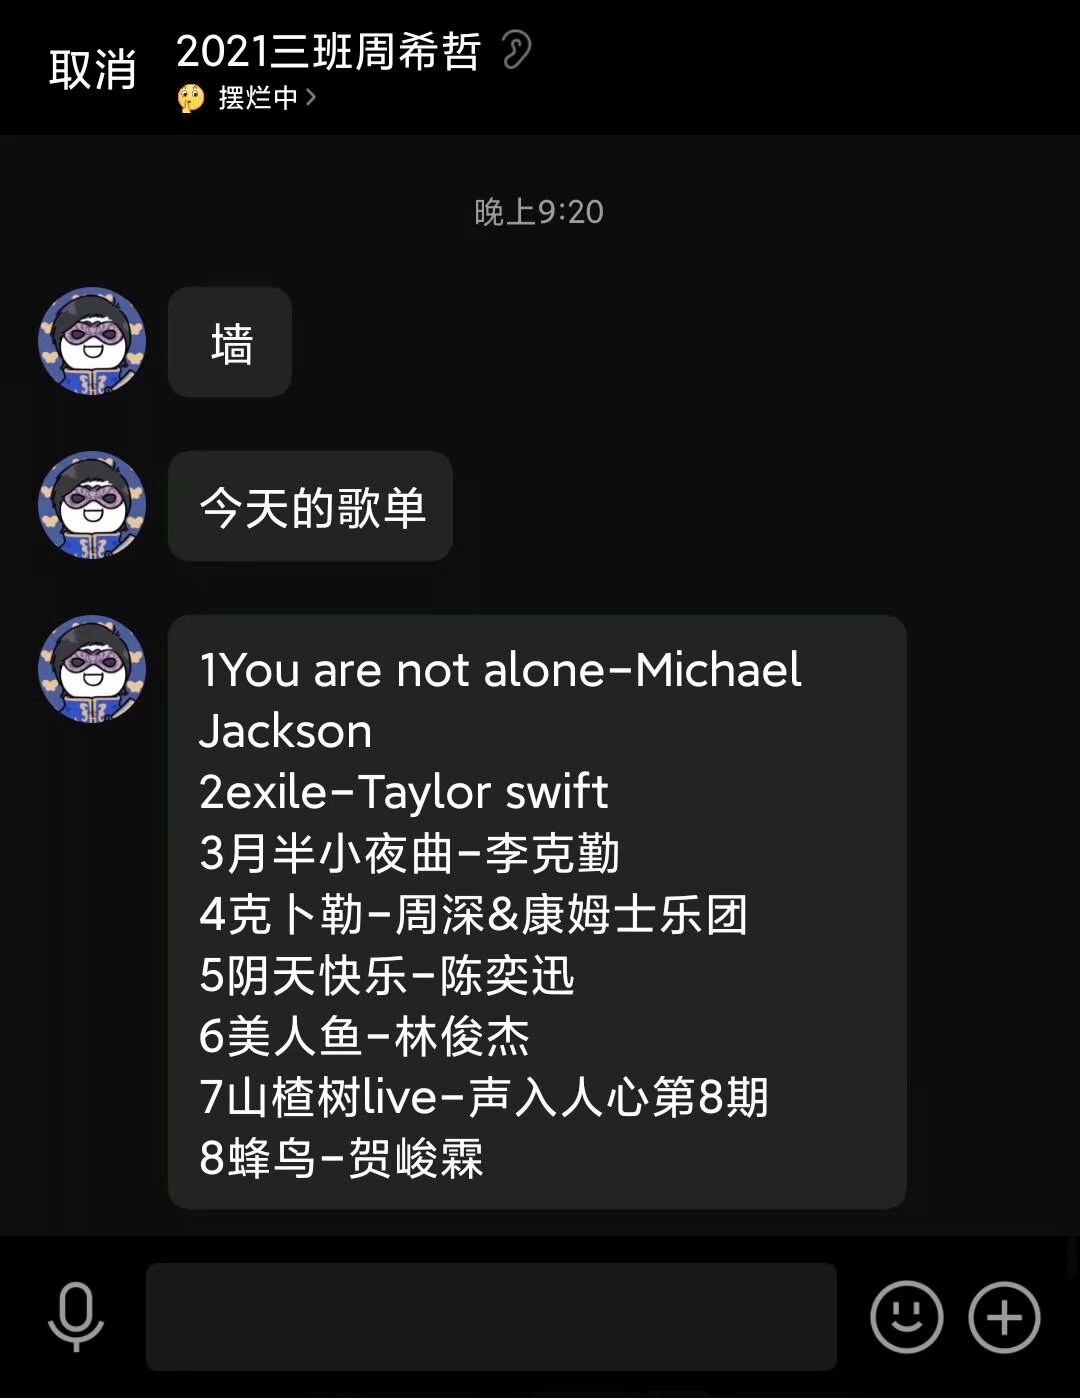 取消
2021三班周希哲
摆烂中
晚上9:20
墙
今天的歌单
1You are not alone-Michael
Jackson
2exile-Taylor swift
3月半小夜曲-李克勤
4克卜勒-周深&康姆士乐团
5阴天快乐-陈奕迅
6美人鱼-林俊杰
7山楂树live-声入人心第8期
8蜂鸟-贺峻霖